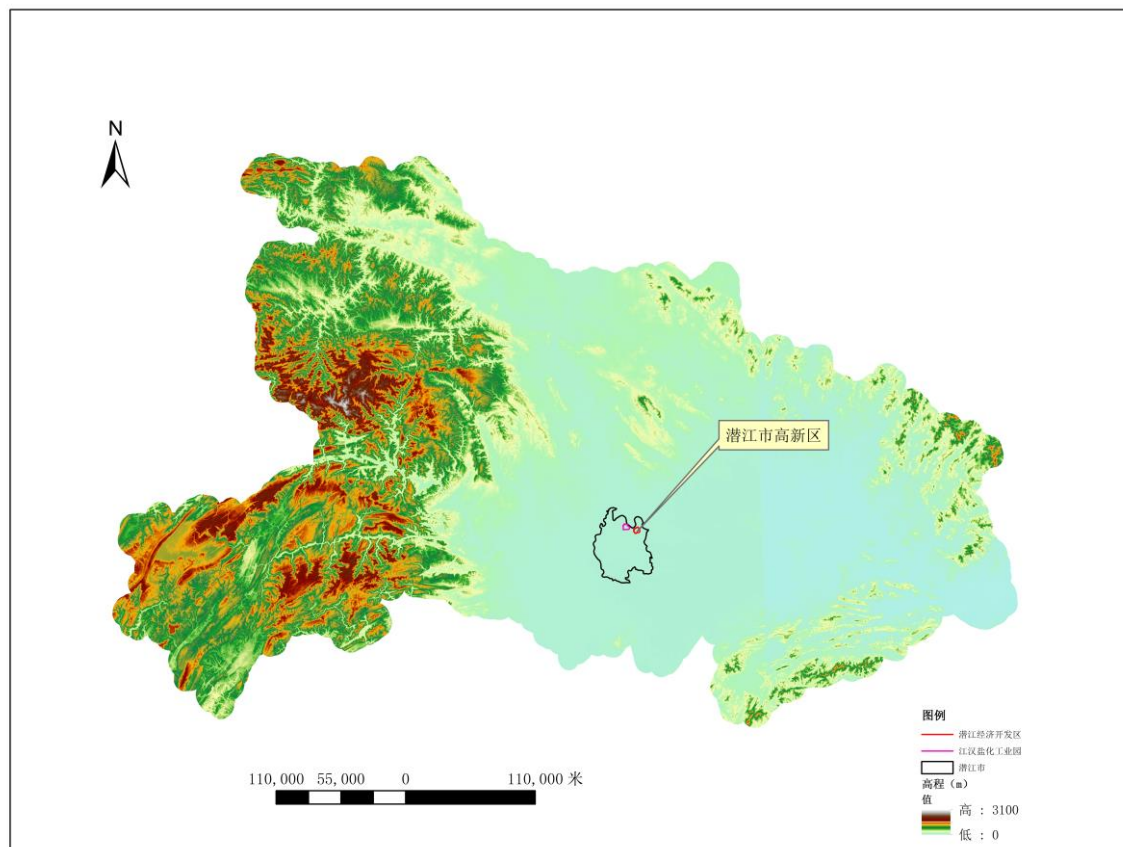 N
潜江市高新区
110,000 55,000 0 110,000 米
图例
潜江经济开发区
江汉盐化工业园
潜江市
高程（m）
值
高 : 3100
低 : 0